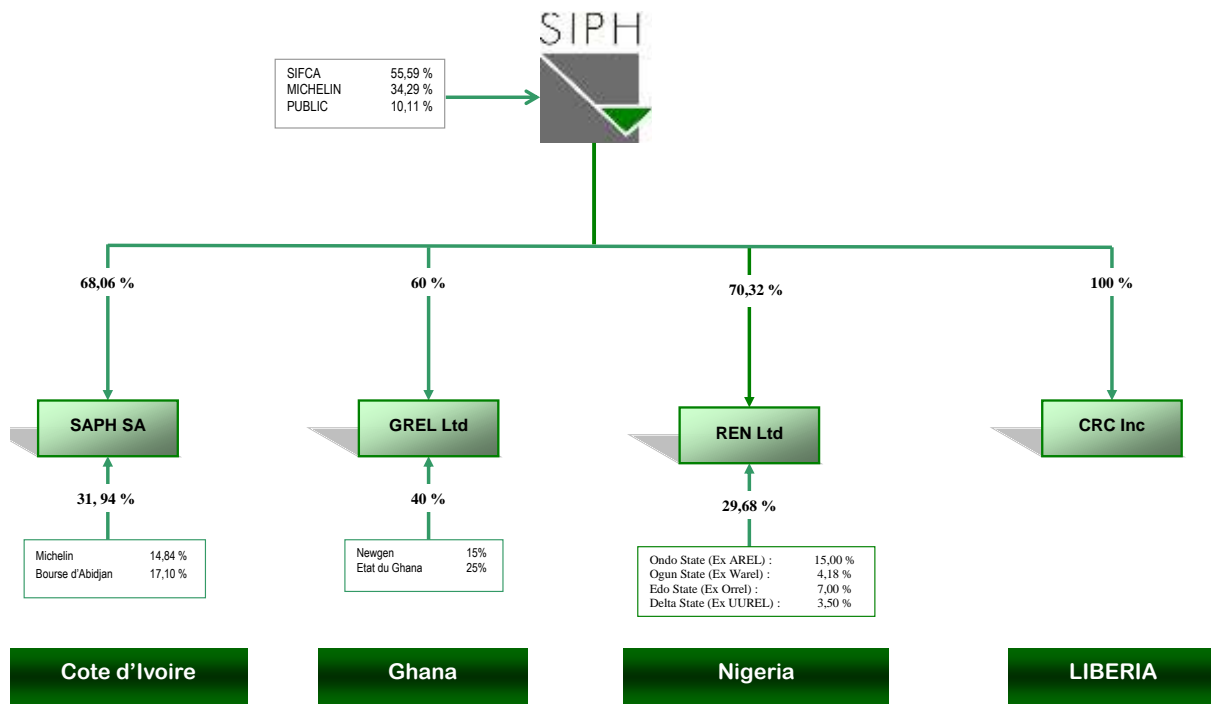 SIPH
SIFCA 55,59 %
MICHELIN 34,29 %
PUBLIC 10,11 %
68,06 % 60 % 70,32 % 100 %
SAPH SA GREL Ltd REN Ltd CRC Inc
31, 94 % 40 % 29,68 %
Michelin 14,84 %
Bourse d'Abidjan 17,10 %
Newgen 15%
Etat du Ghana 25%
Ondo State (Ex AREL) : 15,00 %
Ogun State (Ex Warel) : 4,18 %
Edo State (Ex Orrel) : 7,00 %
Delta State (Ex UUREL) : 3,50 %
Cote d'Ivoire Ghana Nigeria LIBERIA